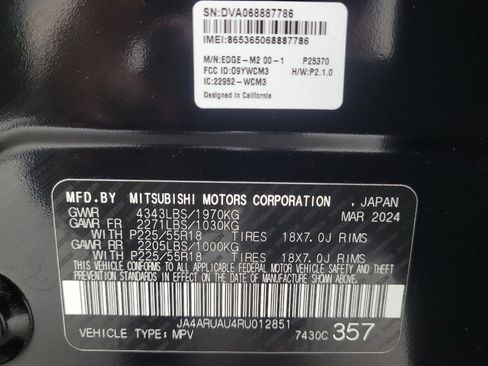 SN:DVA068887786
IMEI:865365068887786
M/N:EDGE-M2 00-1 P25370
FCC ID:O9YWCM3 H/W:P2.1.0
IC:22952-WCM3
Designed in California
MFD.BY MITSUBISHI MOTORS CORPORATION , JAPAN
GVWR 4343LBS/1970KG MAR 2024
GAWR FR 2271LBS/1030KG
WITH P225/55R18 TIRES 18X7.0J RIMS
GAWR RR 2205LBS/1000KG
WITH P225/55R18 TIRES 18X7.0J RIMS
THIS VEHICLE CONFORMS TO ALL APPLICABLE FEDERAL MOTOR VEHICLE SAFETY AND THEFT
PREVENTION STANDARDS IN EFFECT ON THE DATE OF MANUFACTURE SHOWN ABOVE.
JA4ARUAU4RU012851
VEHICLE TYPE: MPV 7430C 357